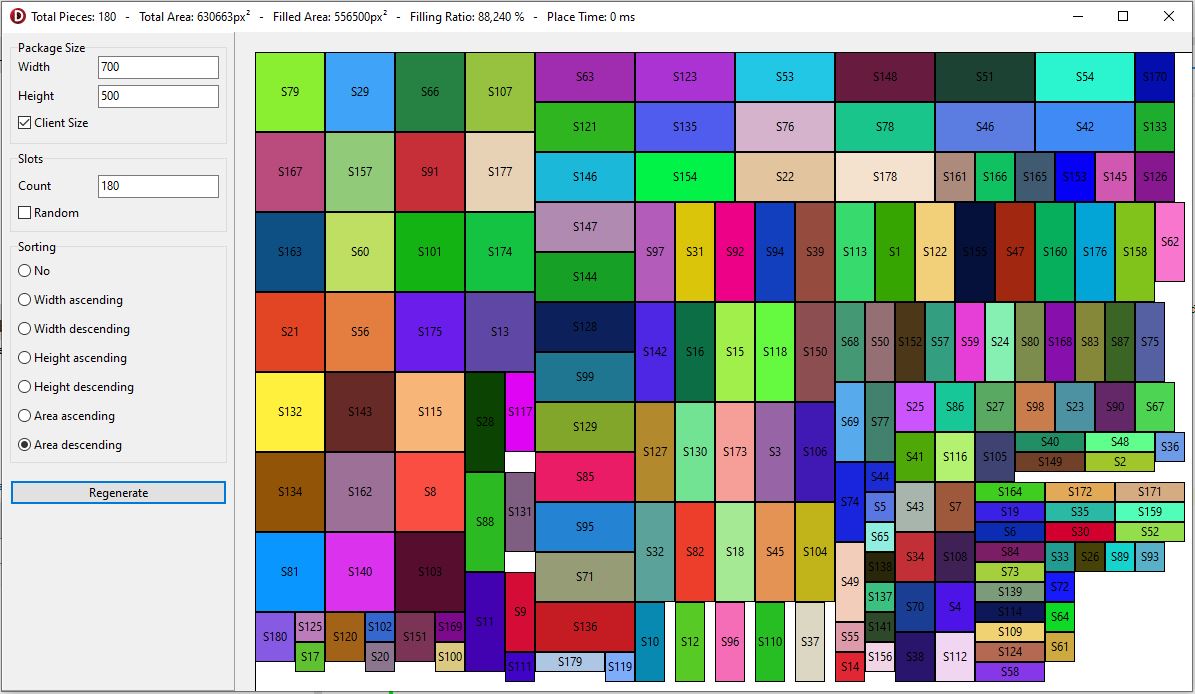 Total Pieces: 180 - Total Area: 630663px² - Filled Area: 556500px² - Filling Ratio: 88,240 % - Place Time: 0 ms
Package Size
Width 700
Height 500
Client Size
Slots
Count 180
Random
Sorting
No
Width ascending
Width descending
Height ascending
Height descending
Area ascending
Area descending
Regenerate
S79 S29 S66 S107 S63 S123 S53 S148 S51 S54 S170
S121 S135 S76 S78 S46 S42 S133
S167 S157 S91 S177 S146 S154 S22 S178 S161 S166 S165 S153 S145 S126
S163 S60 S101 S174 S147 S97 S31 S92 S94 S39 S113 S1 S122 S155 S47 S160 S176 S158 S62
S144
S21 S56 S175 S13 S128 S142 S16 S15 S118 S150 S68 S50 S152 S57 S59 S24 S80 S168 S83 S87 S75
S99
S132 S143 S115 S28 S117 S129 S127 S130 S173 S3 S106 S69 S77 S25 S86 S27 S98 S23 S90 S67
S41 S116 S105 S40 S48 S36
S149 S2
S134 S162 S8 S88 S131 S85 S74 S44 S43 S7 S164 S172 S171
S5 S19 S35 S159
S95 S32 S82 S18 S45 S104 S65 S6 S30 S52
S81 S140 S103 S71 S49 S138 S34 S108 S84 S33 S26 S89 S93
S73
S11 S9 S137 S70 S4 S139 S72
S180 S125 S120 S102 S151 S169 S136 S10 S12 S96 S110 S37 S55 S141 S114 S64
S109
S17 S20 S100 S111 S179 S119 S14 S156 S38 S112 S124 S61
S58